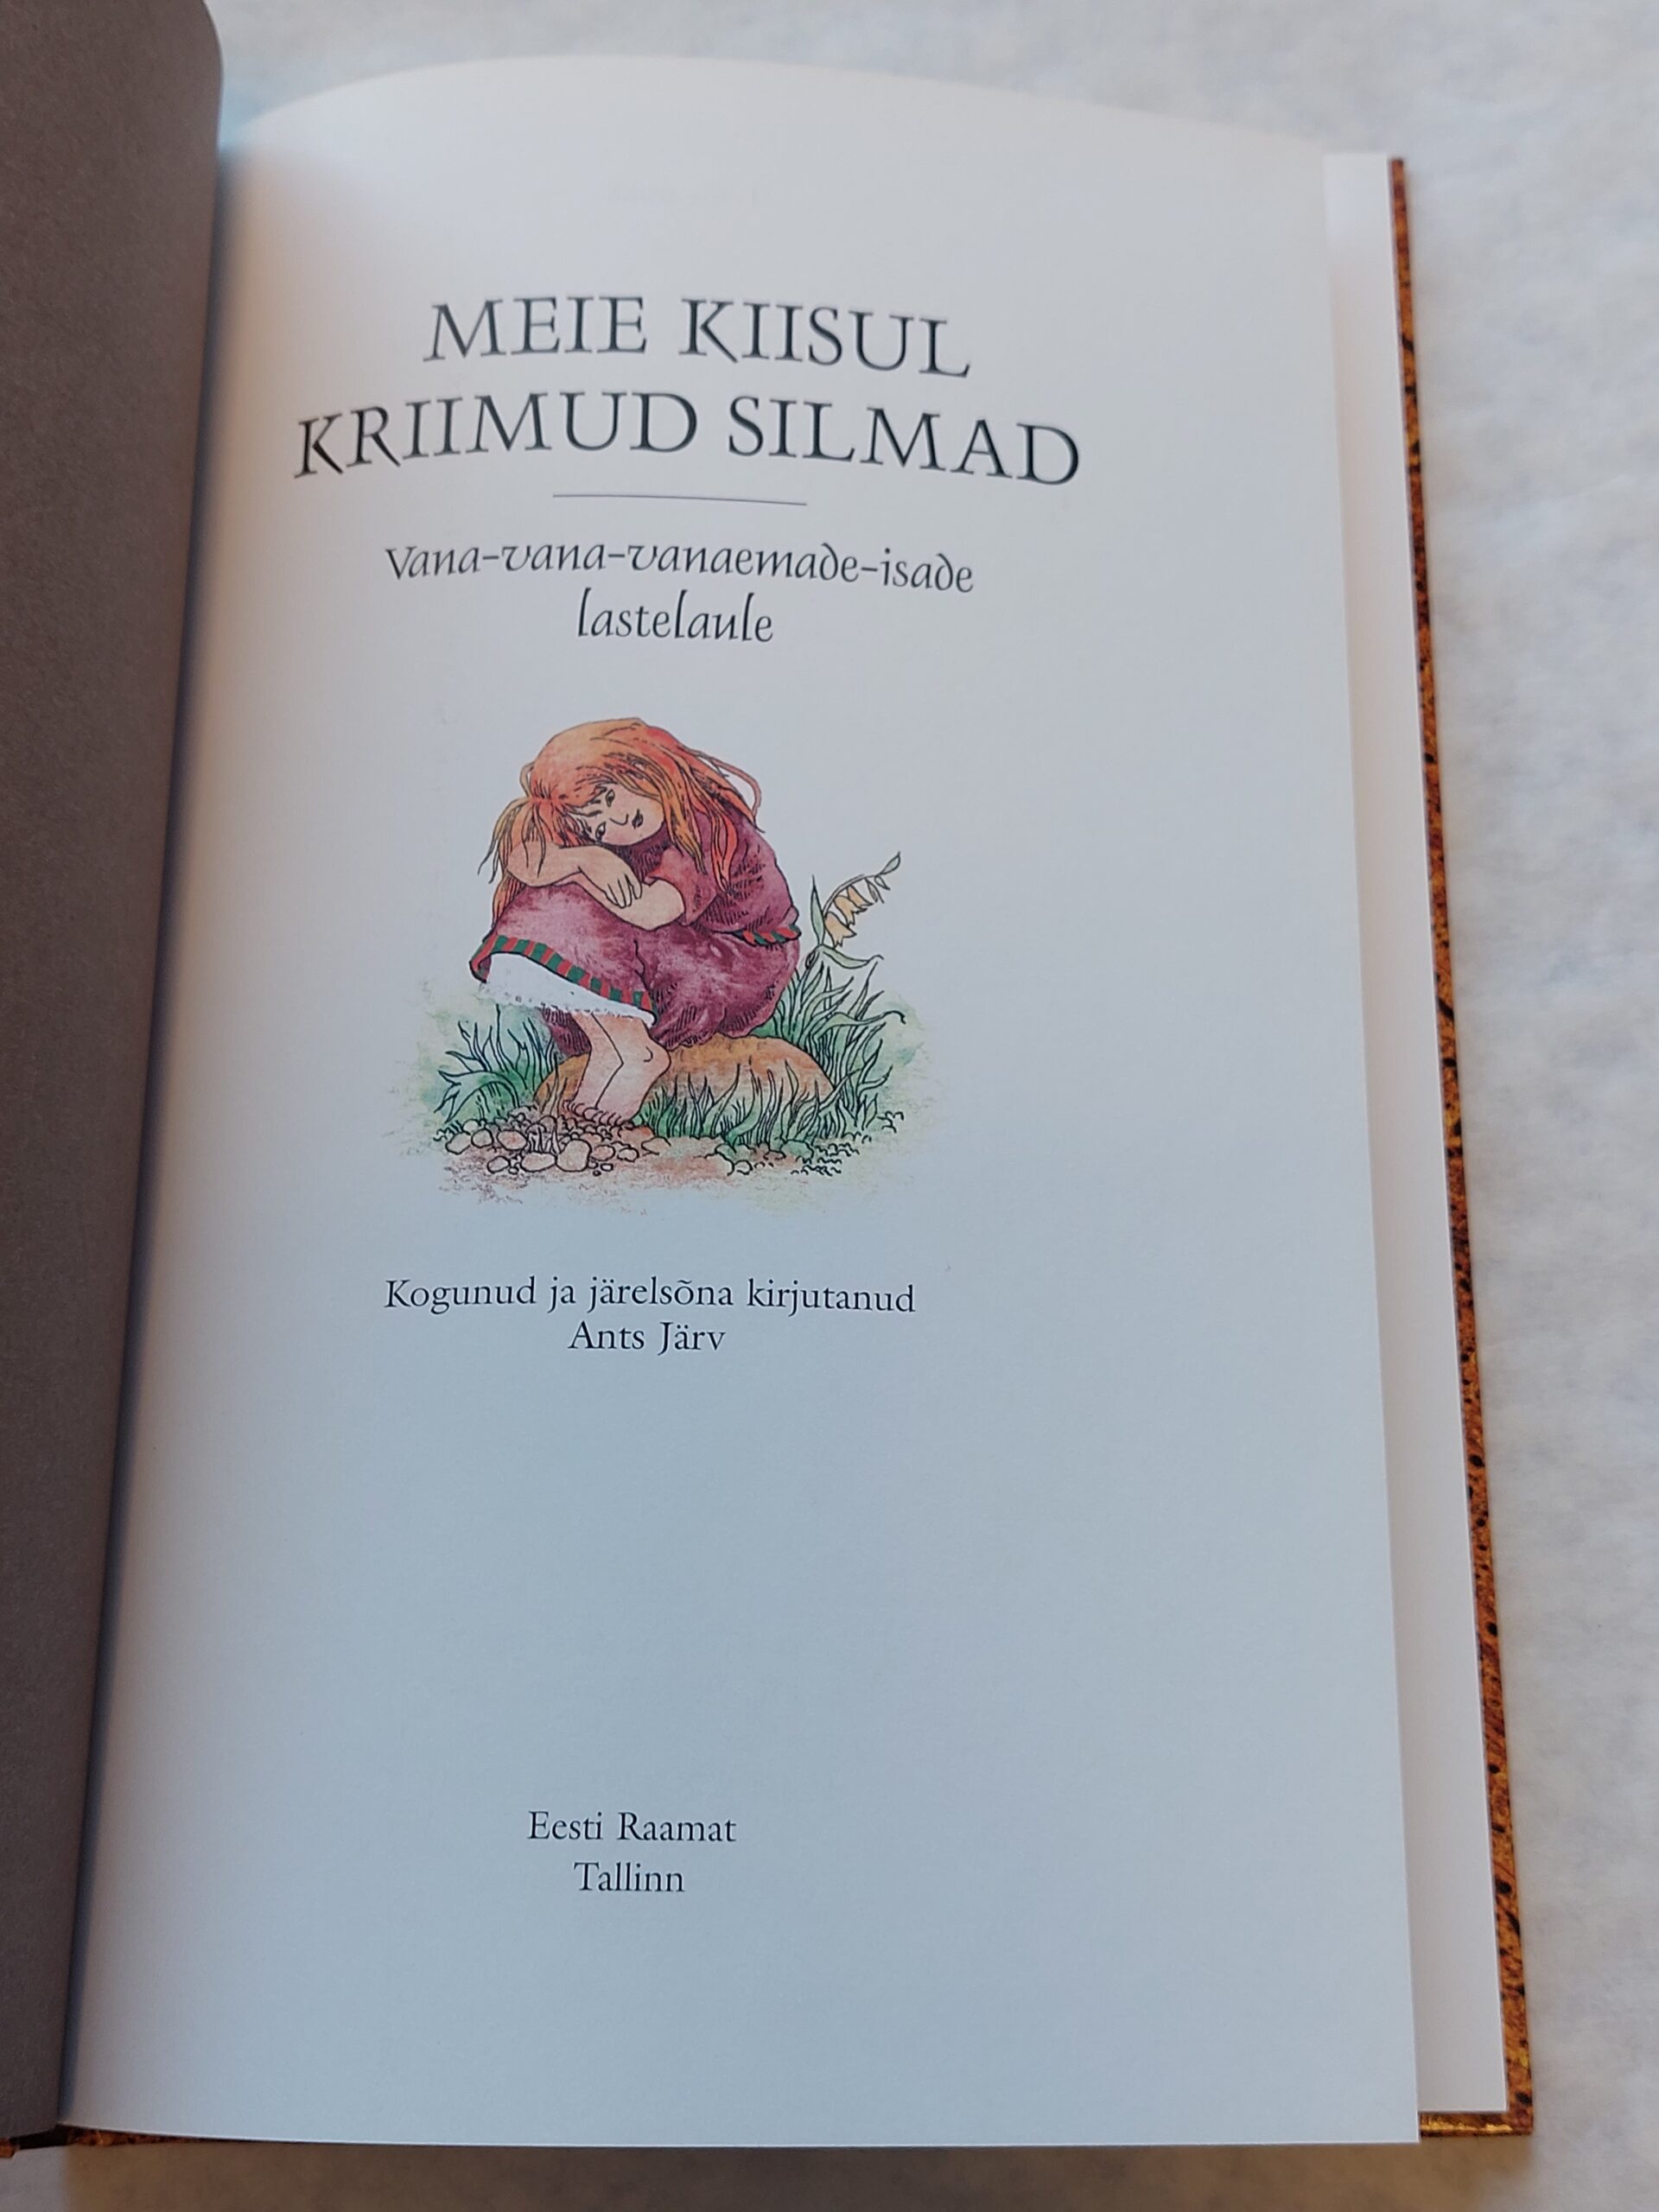 MEIE KIISUL
KRIIMUD SILMAD
Vana-vana-vanaemade-isade
lastelaule
Kogunud ja järelsõna kirjutanud
Ants Järv
Eesti Raamat
Tallinn